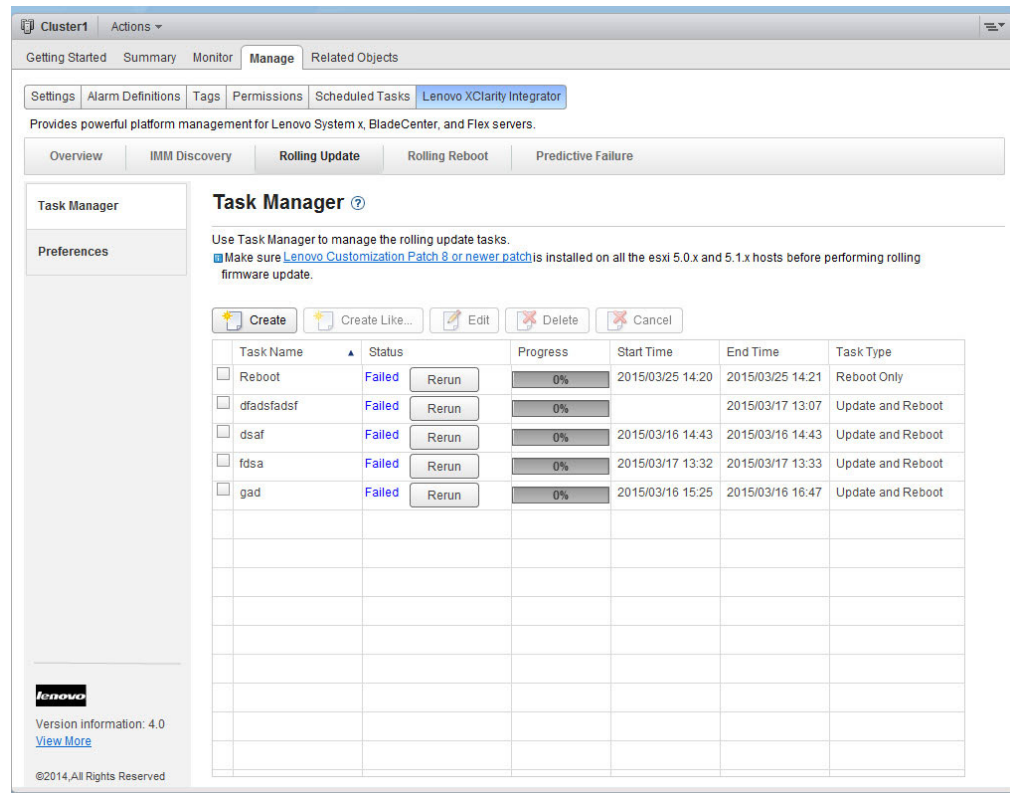 Cluster1 Actions
Getting Started Summary Monitor Manage Related Objects
Settings Alarm Definitions Tags Permissions Scheduled Tasks Lenovo XClarity Integrator
Provides powerful platform management for Lenovo System x, BladeCenter, and Flex servers.
Overview IMM Discovery Rolling Update Rolling Reboot Predictive Failure
Task Manager
Preferences
Task Manager ?
Use Task Manager to manage the rolling update tasks.
Make sure Lenovo Customization Patch 8 or newer patch is installed on all the esxi 5.0.x and 5.1.x hosts before performing rolling
firmware update.
Create Create Like... Edit Delete Cancel
Task Name Status Progress Start Time End Time Task Type
Reboot Failed Rerun 0% 2015/03/25 14:20 2015/03/25 14:21 Reboot Only
dfadsfadsf Failed Rerun 0% 2015/03/17 13:07 Update and Reboot
dsaf Failed Rerun 0% 2015/03/16 14:43 2015/03/16 14:43 Update and Reboot
fdsa Failed Rerun 0% 2015/03/17 13:32 2015/03/17 13:33 Update and Reboot
gad Failed Rerun 0% 2015/03/16 15:25 2015/03/16 16:47 Update and Reboot
lenovo
Version information: 4.0
View More
©2014,All Rights Reserved